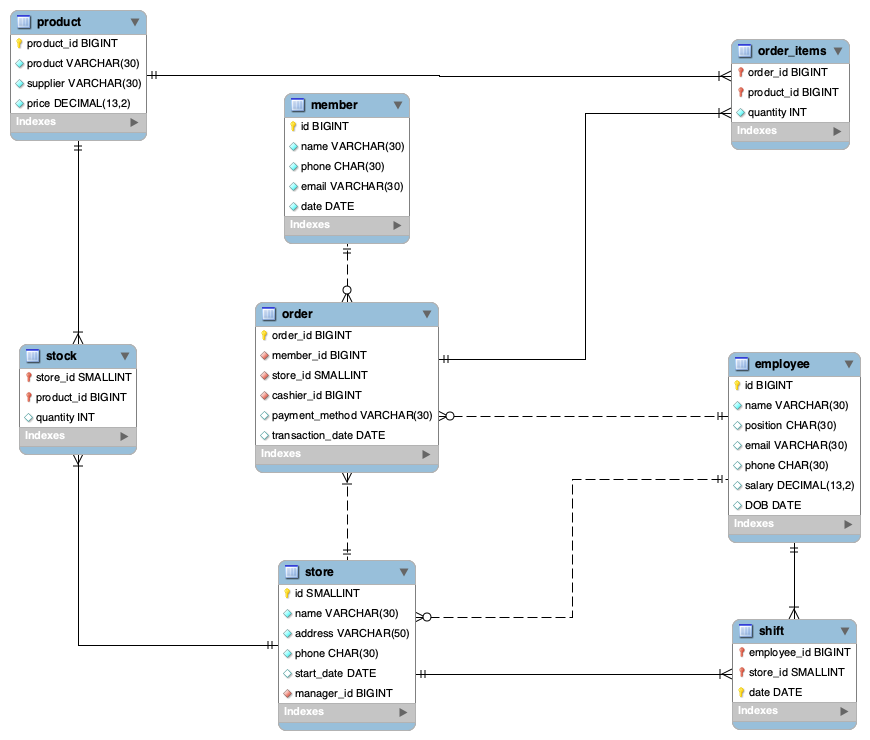 product
product_id BIGINT
product VARCHAR(30)
supplier VARCHAR(30)
price DECIMAL(13,2)
Indexes
order_items
order_id BIGINT
product_id BIGINT
quantity INT
Indexes
member
id BIGINT
name VARCHAR(30)
phone CHAR(30)
email VARCHAR(30)
date DATE
Indexes
order
order_id BIGINT
member_id BIGINT
store_id SMALLINT
cashier_id BIGINT
payment_method VARCHAR(30)
transaction_date DATE
Indexes
stock
store_id SMALLINT
product_id BIGINT
quantity INT
Indexes
employee
id BIGINT
name VARCHAR(30)
position CHAR(30)
email VARCHAR(30)
phone CHAR(30)
salary DECIMAL(13,2)
DOB DATE
Indexes
store
id SMALLINT
name VARCHAR(30)
address VARCHAR(50)
phone CHAR(30)
start_date DATE
manager_id BIGINT
Indexes
shift
employee_id BIGINT
store_id SMALLINT
date DATE
Indexes